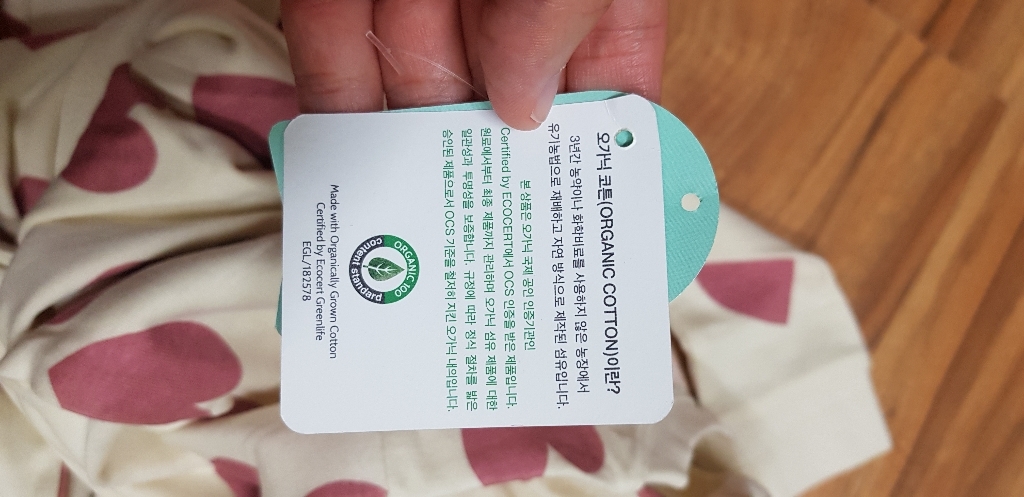 오가닉 코튼(ORGANIC COTTON)이란?
3년간 농약이나 화학비료를 사용하지 않은 농장에서
유기농법으로 재배하고 자연 방식으로 제작된 섬유입니다.
본 상품은 오가닉 국제 공인 인증기관인
Certified by ECOCERT에서 OCS 인증을 받은 제품입니다.
원료에서부터 최종 제품까지 관리하며 오가닉 섬유 제품에 대한
일관성과 투명성을 보증합니다. 규정에 따라 정식 절차를 밟은
승인된 제품으로서 OCS 기준을 철저히 지킨 오가닉 내의입니다.
ORGANIC 100
content standard
Made with Organically Grown Cotton
Certified by Ecocert Greenlife
EGL/182578